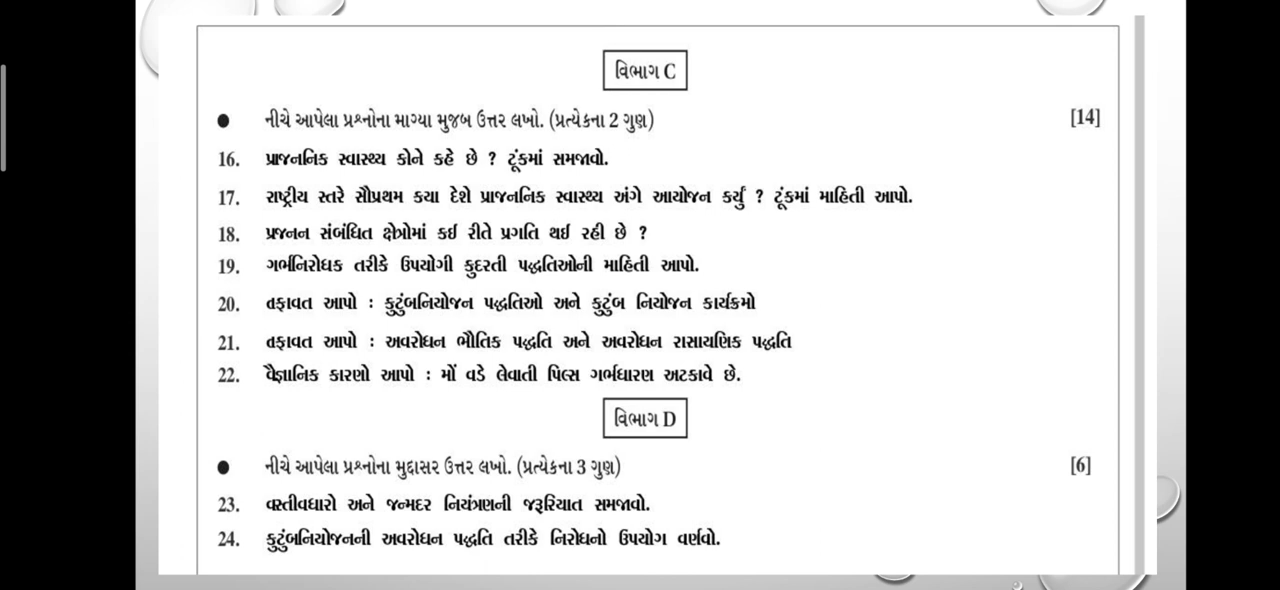 વિભાગ C
● નીચે આપેલા પ્રશ્નોના માગ્યા મુજબ ઉત્તર લખો. (પ્રત્યેકના 2 ગુણ) [14]
16. પ્રાજનનિક સ્વાસ્થ્ય કોને કહે છે ? ટૂંકમાં સમજાવો.
17. રાષ્ટ્રીય સ્તરે સૌપ્રથમ કયા દેશે પ્રાજનનિક સ્વાસ્થ્ય અંગે આયોજન કર્યું ? ટૂંકમાં માહિતી આપો.
18. પ્રજનન સંબંધિત ક્ષેત્રોમાં કઈ રીતે પ્રગતિ થઈ રહી છે ?
19. ગર્ભનિરોધક તરીકે ઉપયોગી કુદરતી પદ્ધતિઓની માહિતી આપો.
20. તફાવત આપો : કુટુંબનિયોજન પદ્ધતિઓ અને કુટુંબ નિયોજન કાર્યક્રમો
21. તફાવત આપો : અવરોધન ભૌતિક પદ્ધતિ અને અવરોધન રાસાયણિક પદ્ધતિ
22. વૈજ્ઞાનિક કારણો આપો : મોં વડે લેવાતી પિલ્સ ગર્ભધારણ અટકાવે છે.
વિભાગ D
● નીચે આપેલા પ્રશ્નોના મુદ્દાસર ઉત્તર લખો. (પ્રત્યેકના 3 ગુણ) [6]
23. વસ્તીવધારો અને જન્મદર નિયંત્રણની જરૂરિયાત સમજાવો.
24. કુટુંબનિયોજનની અવરોધન પદ્ધતિ તરીકે નિરોધનો ઉપયોગ વર્ણવો.